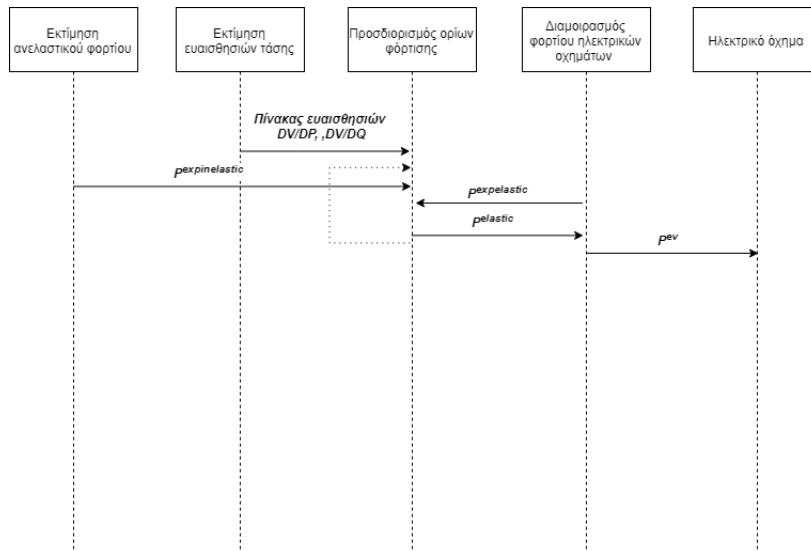 Εκτίμηση
ανελαστικού φορτίου
Εκτίμηση
ευαισθησιών τάσης
Προσδιορισμός ορίων
φόρτισης
Διαμοιρασμός
φορτίου ηλεκτρικών
οχημάτων
Ηλεκτρικό όχημα
Πίνακας ευαισθησιών
DV/DP, ,DV/DQ
pexpinelastic
pexpelastic
pelastic
pev